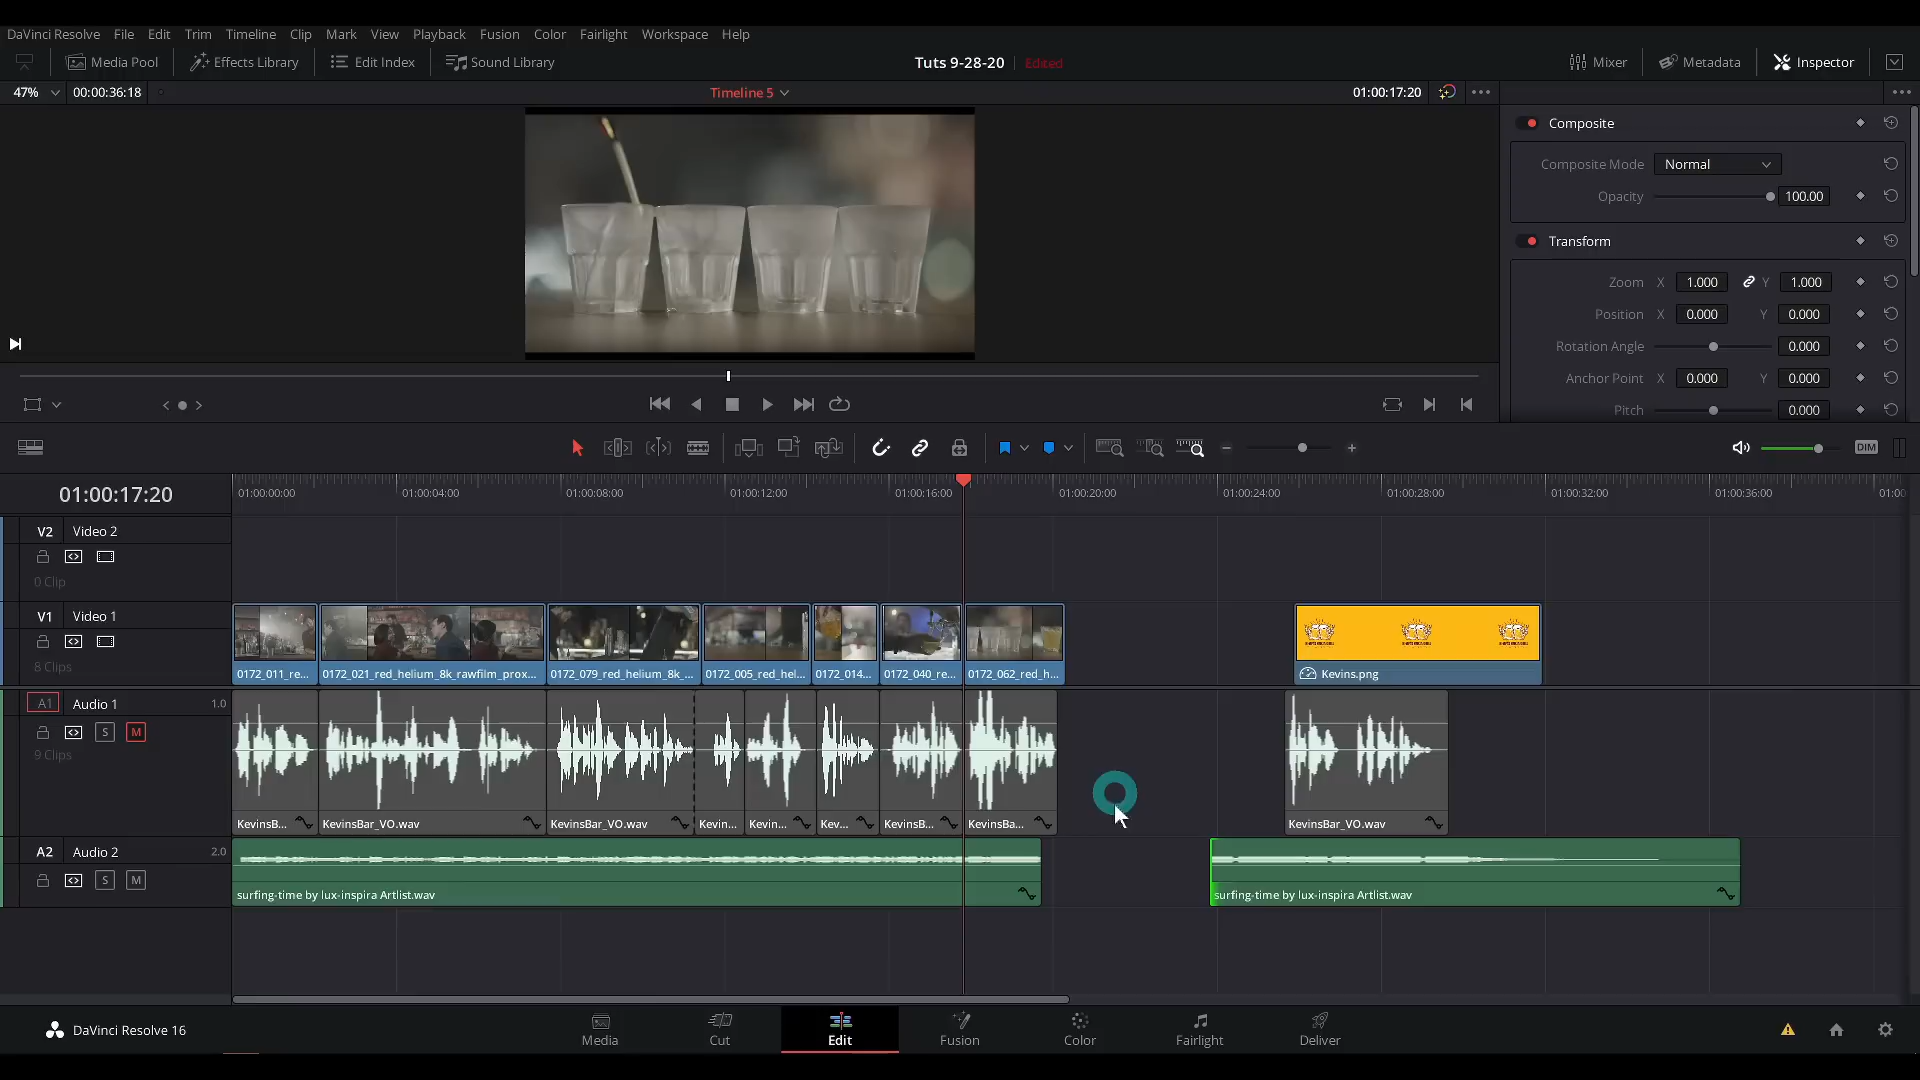 DaVinci Resolve File Edit Trim Timeline Clip Mark View Playback Fusion Color Fairlight Workspace Help
Media Pool Effects Library Edit Index Sound Library Tuts 9-28-20 Edited Mixer Metadata Inspector
47% 00:00:36:18 Timeline 5 01:00:17:20
Composite
Composite Mode Normal
Opacity 100.00
Transform
Zoom X 1.000 Y 1.000
Position X 0.000 Y 0.000
Rotation Angle 0.000
Anchor Point X 0.000 Y 0.000
Pitch 0.000
DIM
01:00:17:20 01:00:00:00 01:00:04:00 01:00:08:00 01:00:12:00 01:00:16:00 01:00:20:00 01:00:24:00 01:00:28:00 01:00:32:00 01:00:36:00 01:00
V2 Video 2
0 Clip
V1 Video 1
8 Clips
0172_011_re... 0172_021_red_helium_8k_rawfilm_prox... 0172_079_red_helium_8k_... 0172_005_red_hel... 0172_014... 0172_040_re... 0172_062_red_h... Kevins.png
A1 Audio 1 1.0
S M
9 Clips
KevinsB... KevinsBar_VO.wav KevinsBar_VO.wav Kevin... Kevin... Kev... KevinsB... KevinsBa... KevinsBar_VO.wav
A2 Audio 2 2.0
S M
surfing-time by lux-inspira Artlist.wav surfing-time by lux-inspira Artlist.wav
DaVinci Resolve 16 Media Cut Edit Fusion Color Fairlight Deliver